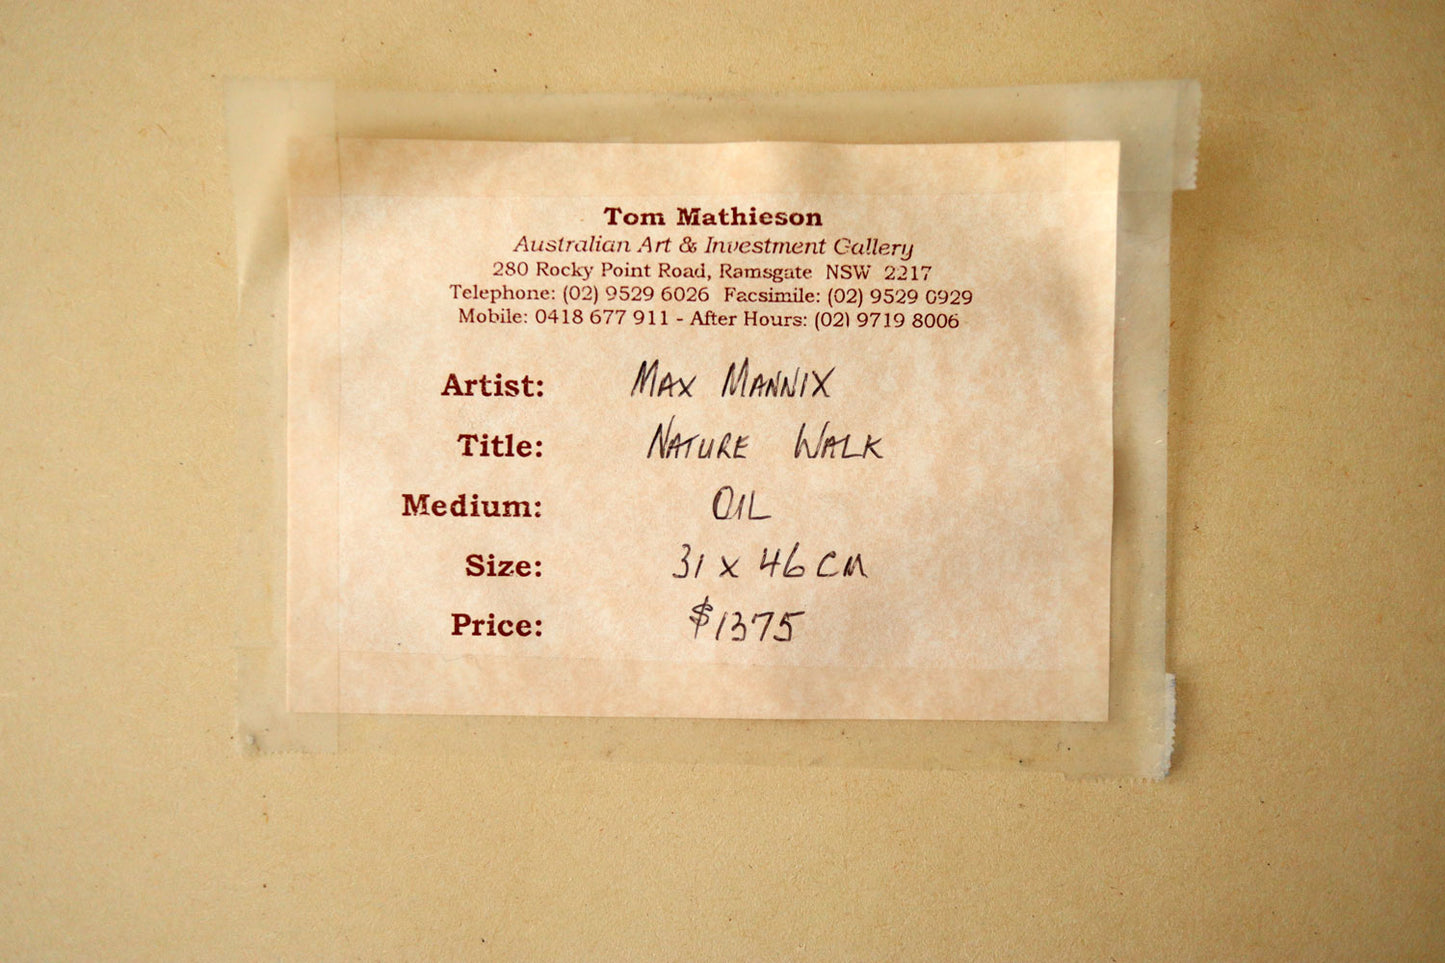 Tom Mathieson
Australian Art & Investment Gallery
280 Rocky Point Road, Ramsgate NSW 2217
Telephone: (02) 9529 6026 Facsimile: (02) 9529 0929
Mobile: 0418 677 911 - After Hours: (02) 9719 8006
Artist: MAX MANNIX
Title: NATURE WALK
Medium: OIL
Size: 31 x 46 CM
Price: $1375